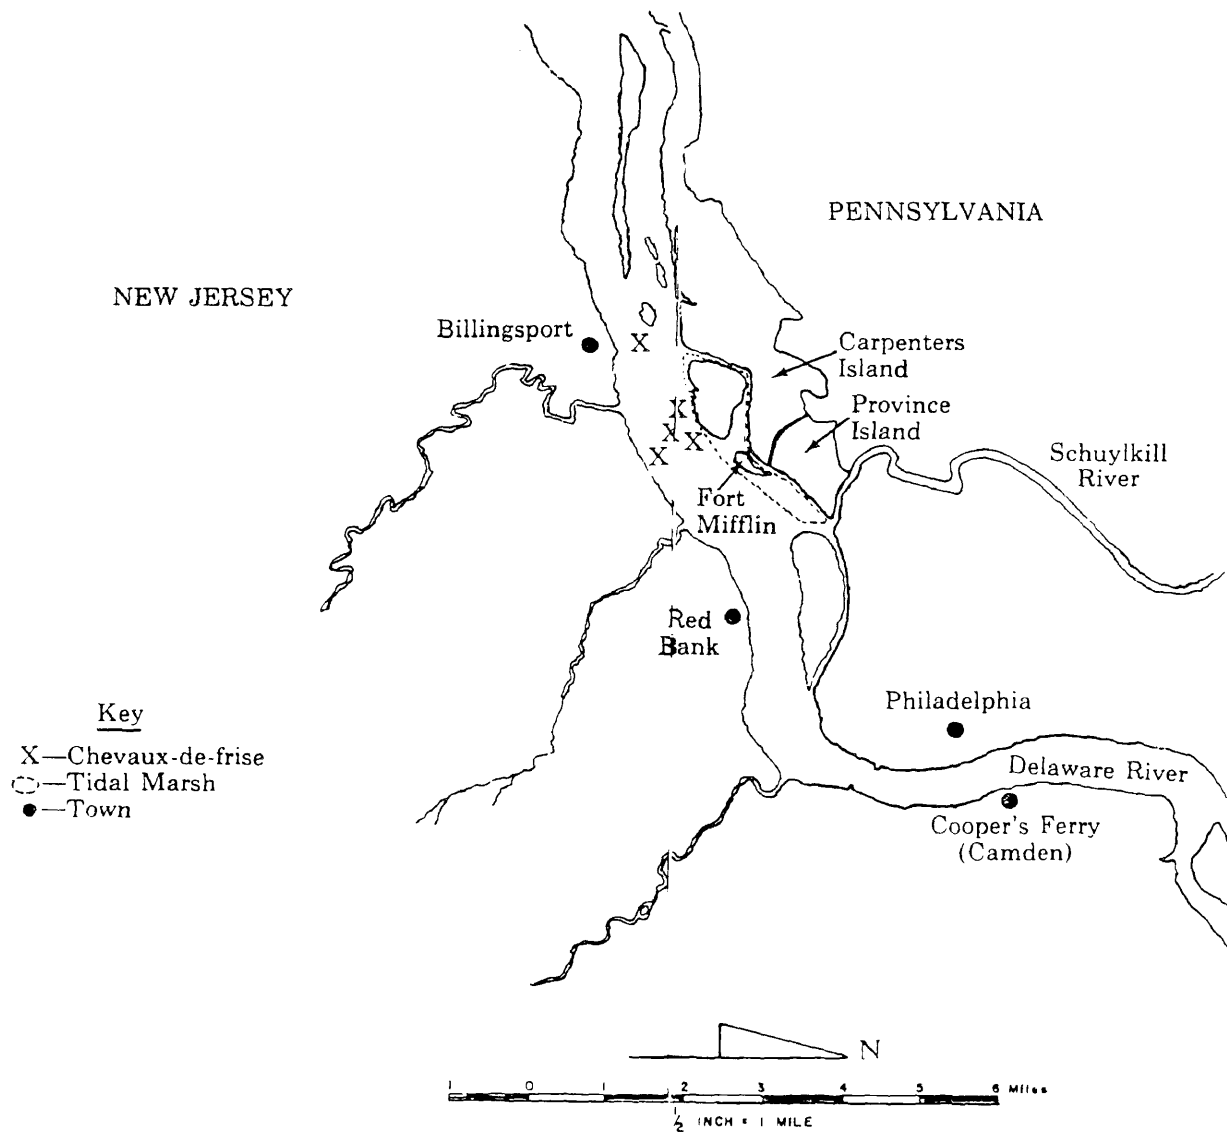 PENNSYLVANIA
NEW JERSEY
Billingsport
X
Carpenters
Island
Province
Island
X
X
X
X
Schuylkill
River
Fort
Mifflin
Red
Bank
Philadelphia
Delaware River
Cooper's Ferry
(Camden)
Key
X—Chevaux-de-frise
—Tidal Marsh
—Town
N
1 0 1 2 3 4 5 6 Miles
1/2 INCH = 1 MILE